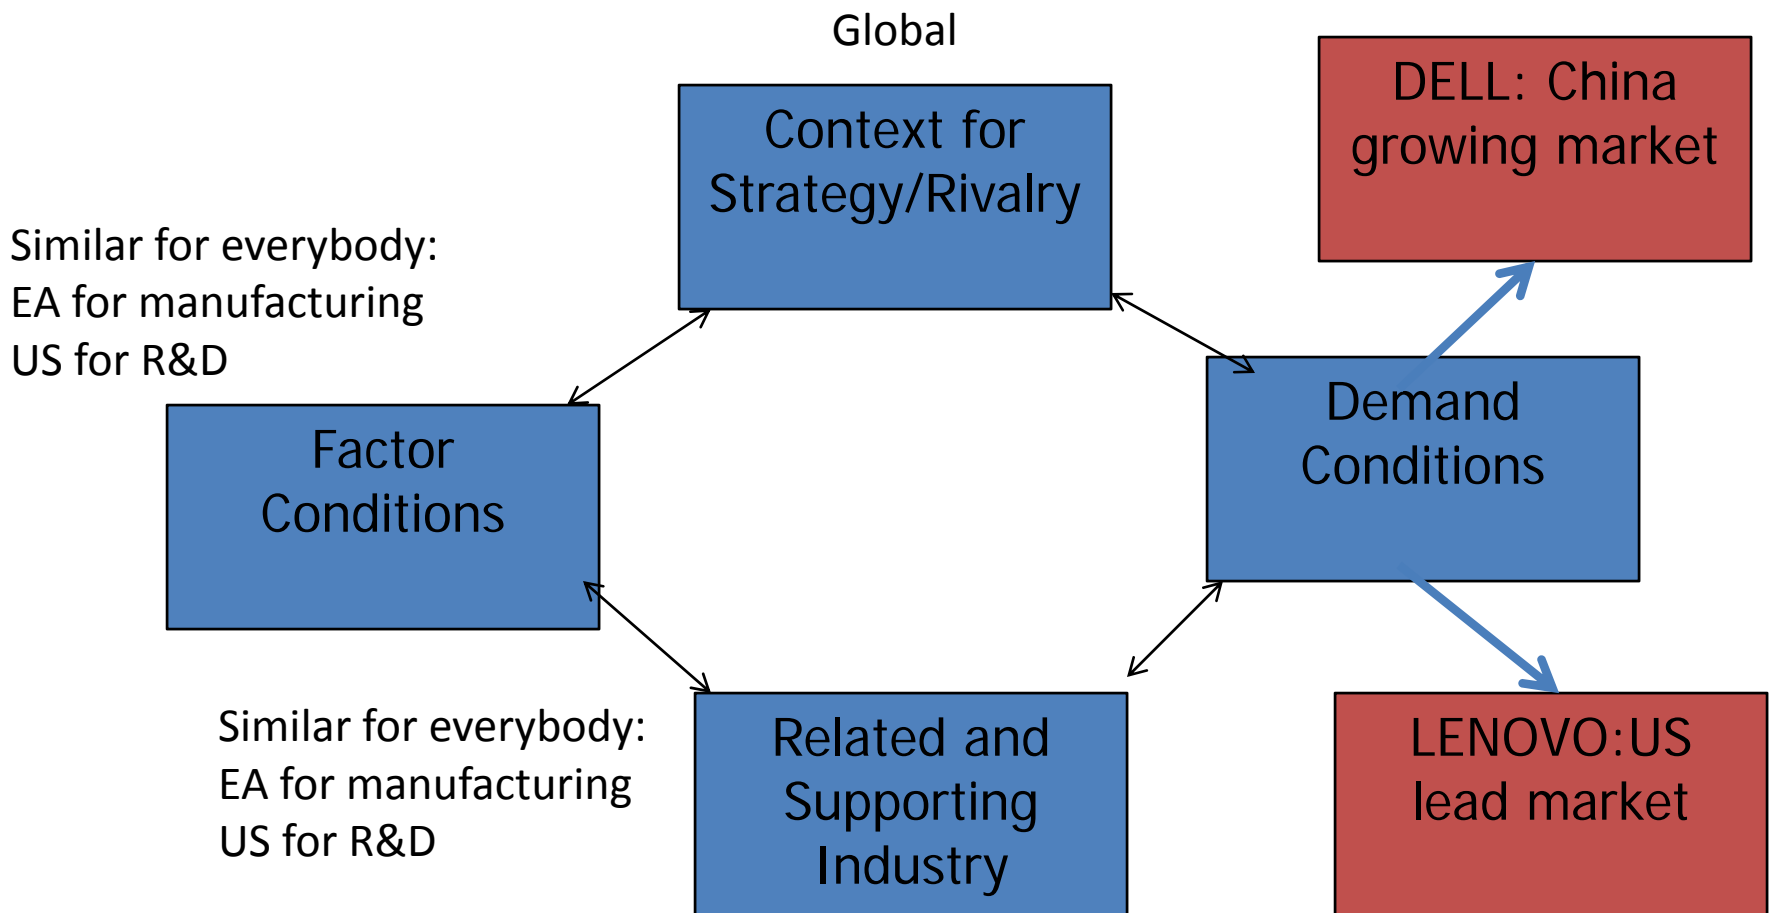 Global
DELL: China
growing market
Context for
Strategy/Rivalry
Similar for everybody:
EA for manufacturing
US for R&D
Demand
Conditions
Factor
Conditions
Similar for everybody:
EA for manufacturing
US for R&D
Related and
Supporting
Industry
LENOVO:US
lead market